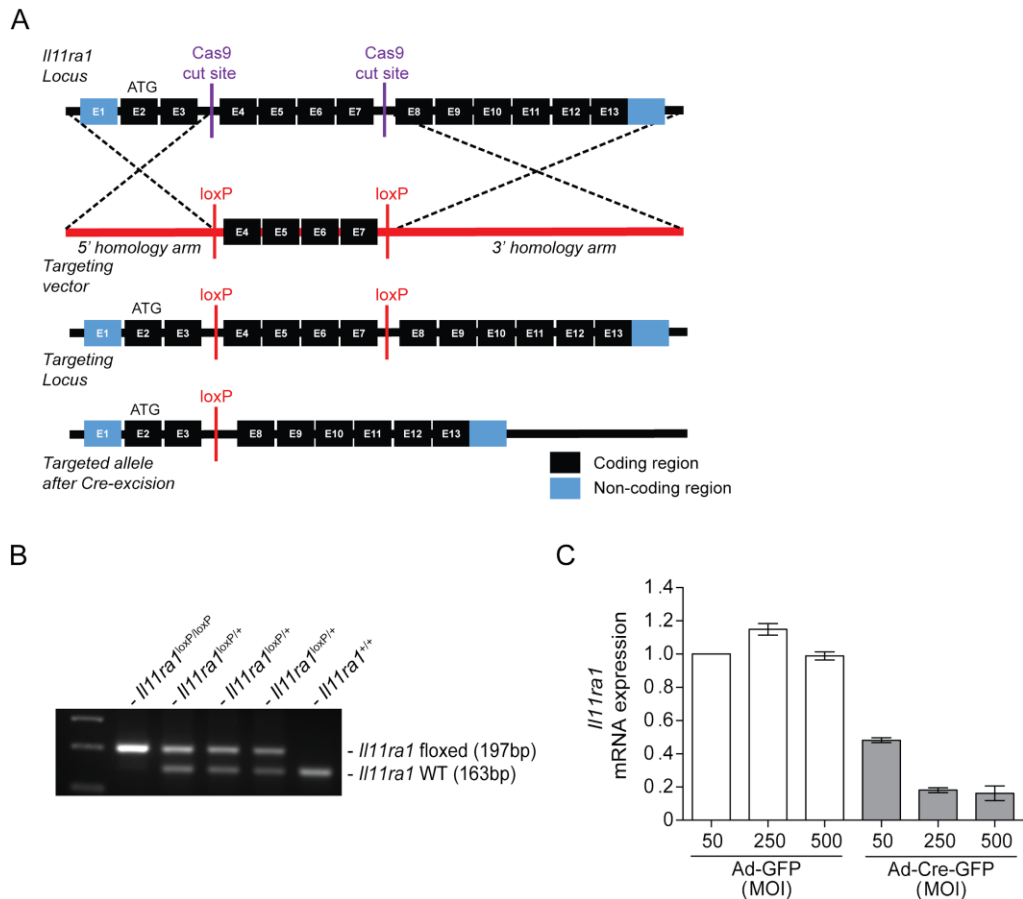 A
Il11ra1
Locus
Cas9
cut site
Cas9
cut site
ATG
E1 E2 E3 E4 E5 E6 E7 E8 E9 E10 E11 E12 E13
loxP loxP
E4 E5 E6 E7
5' homology arm 3' homology arm
Targeting
vector
loxP loxP
ATG
E1 E2 E3 E4 E5 E6 E7 E8 E9 E10 E11 E12 E13
Targeting
Locus
loxP
ATG
E1 E2 E3 E8 E9 E10 E11 E12 E13
Targeted allele
after Cre-excision
Coding region
Non-coding region
B
- Il11ra1loxP/loxP
- Il11ra1loxP/+
- Il11ra1loxP/+
- Il11ra1loxP/+
- Il11ra1+/+
- Il11ra1 floxed (197bp)
- Il11ra1 WT (163bp)
C
Il11ra1
mRNA expression
1.4
1.2
1.0
0.8
0.6
0.4
0.2
0
50 250 500 50 250 500
Ad-GFP
(MOI)
Ad-Cre-GFP
(MOI)